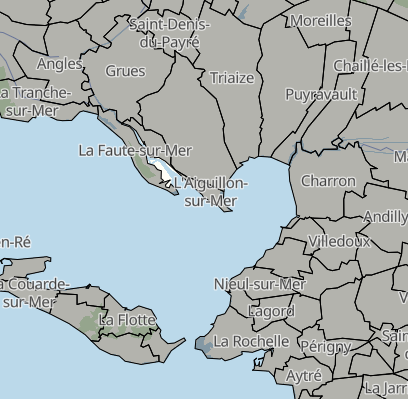 Saint-Denis-
du-Payré
Moreilles
Angles
Grues
Triaize
Chaillé-les-
Puyravault
a Tranche-
sur-Mer
La Faute-sur-Mer
L'Aiguillon-
sur-Mer
Charron
Andilly
Villedoux
en-Ré
a Couarde-
sur-Mer
Nieul-sur-Mer
Lagord
La Flotte
La Rochelle
Périgny
Aytré
La Jarr